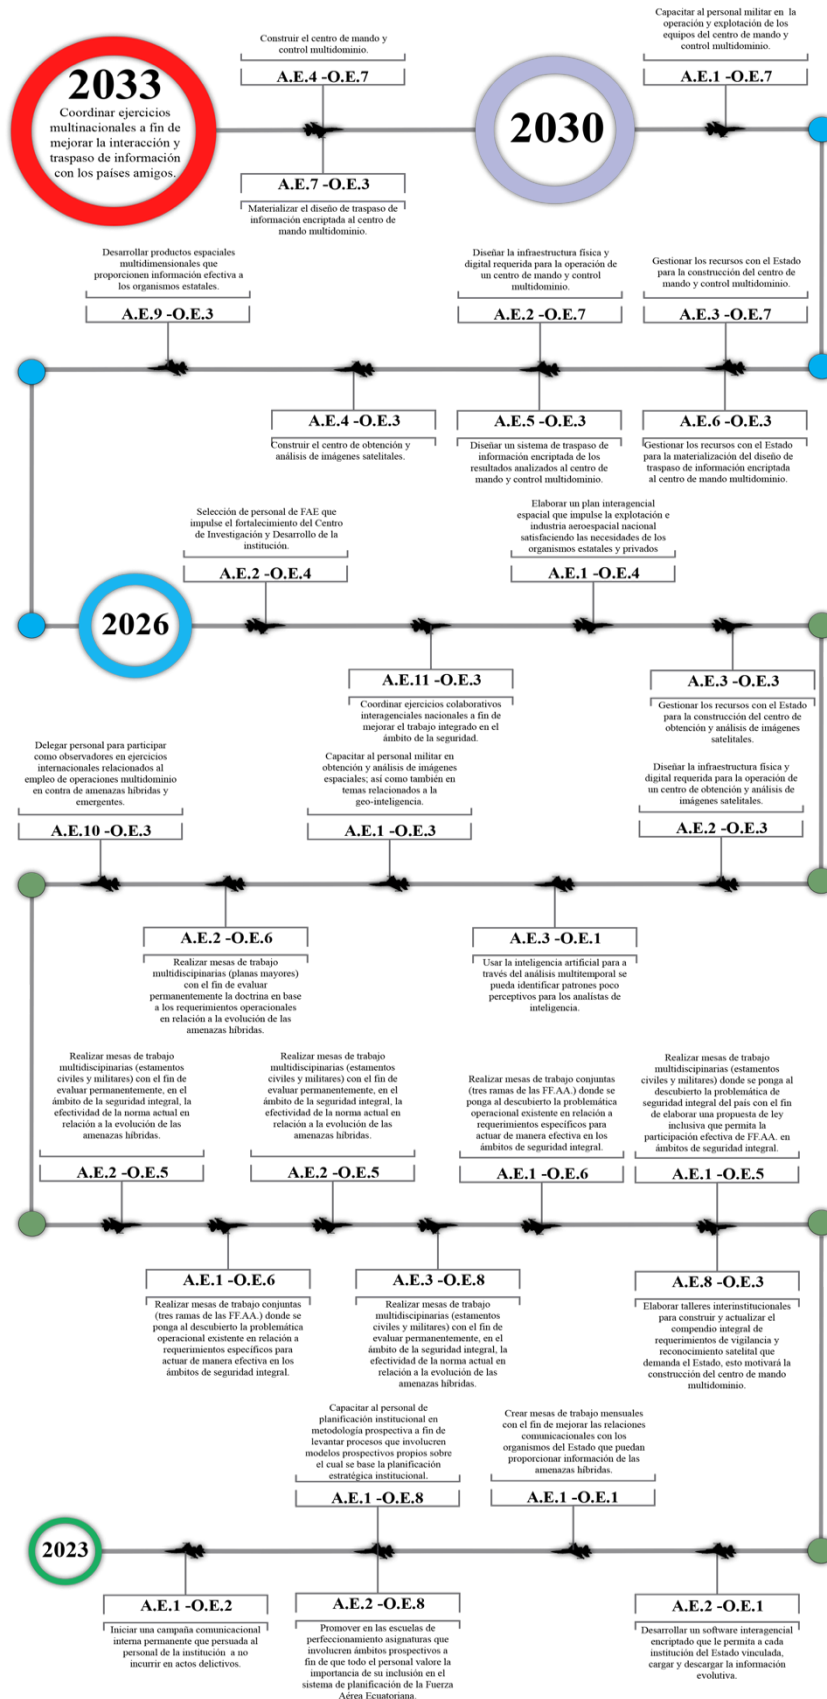 Construir el centro de mando y
control multidominio.
A.E.4 -O.E.7
Capacitar al personal militar en la
operación y explotación de los
equipos del centro de mando y
control multidominio.
A.E.1 -O.E.7
2033
Coordinar ejercicios
multinacionales a fin de
mejorar la interacción y
traspaso de información
con los países amigos.
2030
A.E.7 -O.E.3
Materializar el diseño de traspaso de
información encriptada al centro de
mando multidominio.
Desarrollar productos espaciales
multidimensionales que
proporcionen información efectiva a
los organismos estatales.
A.E.9 -O.E.3
Diseñar la infraestructura física y
digital requerida para la operación de
un centro de mando y control
multidominio.
A.E.2 -O.E.7
Gestionar los recursos con el Estado
para la construcción del centro de
mando y control multidominio.
A.E.3 -O.E.7
A.E.4 -O.E.3
Construir el centro de obtención y
análisis de imágenes satelitales.
A.E.5 -O.E.3
Diseñar un sistema de traspaso de
información encriptada de los
resultados analizados al centro de
mando y control multidominio.
A.E.6 -O.E.3
Gestionar los recursos con el Estado
para la materialización del diseño de
traspaso de información encriptada
al centro de mando multidominio.
Selección de personal de FAE que
impulse el fortalecimiento del Centro
de Investigación y Desarrollo de la
institución.
A.E.2 -O.E.4
Elaborar un plan interagencial
espacial que impulse la explotación e
industria aeroespacial nacional
satisfaciendo las necesidades de los
organismos estatales y privados
A.E.1 -O.E.4
2026
A.E.11 -O.E.3
Coordinar ejercicios colaborativos
interagenciales nacionales a fin de
mejorar el trabajo integrado en el
ámbito de la seguridad.
A.E.3 -O.E.3
Gestionar los recursos con el Estado
para la construcción del centro de
obtención y análisis de imágenes
satelitales.
Delegar personal para participar
como observadores en ejercicios
internacionales relacionados al
empleo de operaciones multidominio
en contra de amenazas híbridas y
emergentes.
A.E.10 -O.E.3
Capacitar al personal militar en
obtención y análisis de imágenes
espaciales; así como también en
temas relacionados a la
geo-inteligencia.
A.E.1 -O.E.3
Diseñar la infraestructura física y
digital requerida para la operación de
un centro de obtención y análisis de
imágenes satelitales.
A.E.2 -O.E.3
A.E.2 -O.E.6
Realizar mesas de trabajo
multidiscipinarias (planas mayores)
con el fin de evaluar
permanentemente la doctrina en base
a los requerimientos operacionales
en relación a la evolución de las
amenazas híbridas.
A.E.3 -O.E.1
Usar la inteligencia artificial para a
través del análisis multitemporal se
pueda identificar patrones poco
perceptivos para los analistas de
inteligencia.
Realizar mesas de trabajo
multidiscipinarias (estamentos
civiles y militares) con el fin de
evaluar permanentemente, en el
ámbito de la seguridad integral, la
efectividad de la norma actual en
relación a la evolución de las
amenazas híbridas.
A.E.2 -O.E.5
Realizar mesas de trabajo
multidiscipinarias (estamentos
civiles y militares) con el fin de
evaluar permanentemente, en el
ámbito de la seguridad integral, la
efectividad de la norma actual en
relación a la evolución de las
amenazas híbridas.
A.E.2 -O.E.5
Realizar mesas de trabajo conjuntas
(tres ramas de las FF.AA.) donde se
ponga al descubierto la problemática
operacional existente en relación a
requerimientos específicos para
actuar de manera efectiva en los
ámbitos de seguridad integral.
A.E.1 -O.E.6
Realizar mesas de trabajo
multidiscipinarias (estamentos
civiles y militares) donde se ponga al
descubierto la problemática de
seguridad integral del país con el fin
de elaborar una propuesta de ley
inclusiva que permita la
participación efectiva de FF.AA. en
ámbitos de seguridad integral.
A.E.1 -O.E.5
A.E.1 -O.E.6
Realizar mesas de trabajo conjuntas
(tres ramas de las FF.AA.) donde se
ponga al descubierto la problemática
operacional existente en relación a
requerimientos específicos para
actuar de manera efectiva en los
ámbitos de seguridad integral.
A.E.3 -O.E.8
Realizar mesas de trabajo
multidiscipinarias (estamentos
civiles y militares) con el fin de
evaluar permanentemente, en el
ámbito de la seguridad integral, la
efectividad de la norma actual en
relación a la evolución de las
amenazas híbridas.
A.E.8 -O.E.3
Elaborar talleres interinstitucionales
para construir y actualizar el
compendio integral de
requerimientos de vigilancia y
reconocimiento satelital que
demanda el Estado, esto motivará la
construcción del centro de mando
multidominio.
Capacitar al personal de
planificación institucional en
metodología prospectiva a fin de
levantar procesos que involucren
modelos prospectivos propios sobre
el cual se base la planificación
estratégica institucional.
A.E.1 -O.E.8
Crear mesas de trabajo mensuales
con el fin de mejorar las relaciones
comunicacionales con los
organismos del Estado que puedan
proporcionar información de las
amenazas híbridas.
A.E.1 -O.E.1
2023
A.E.1 -O.E.2
Iniciar una campaña comunicacional
interna permanente que persuada al
personal de la institución a no
incurrir en actos delictivos.
A.E.2 -O.E.8
Promover en las escuelas de
perfeccionamiento asignaturas que
involucren ámbitos prospectivos a
fin de que todo el personal valore la
importancia de su inclusión en el
sistema de planificación de la Fuerza
Aérea Ecuatoriana.
A.E.2 -O.E.1
Desarrollar un software interagencial
encriptado que le permita a cada
institución del Estado vinculada,
cargar y descargar la información
evolutiva.